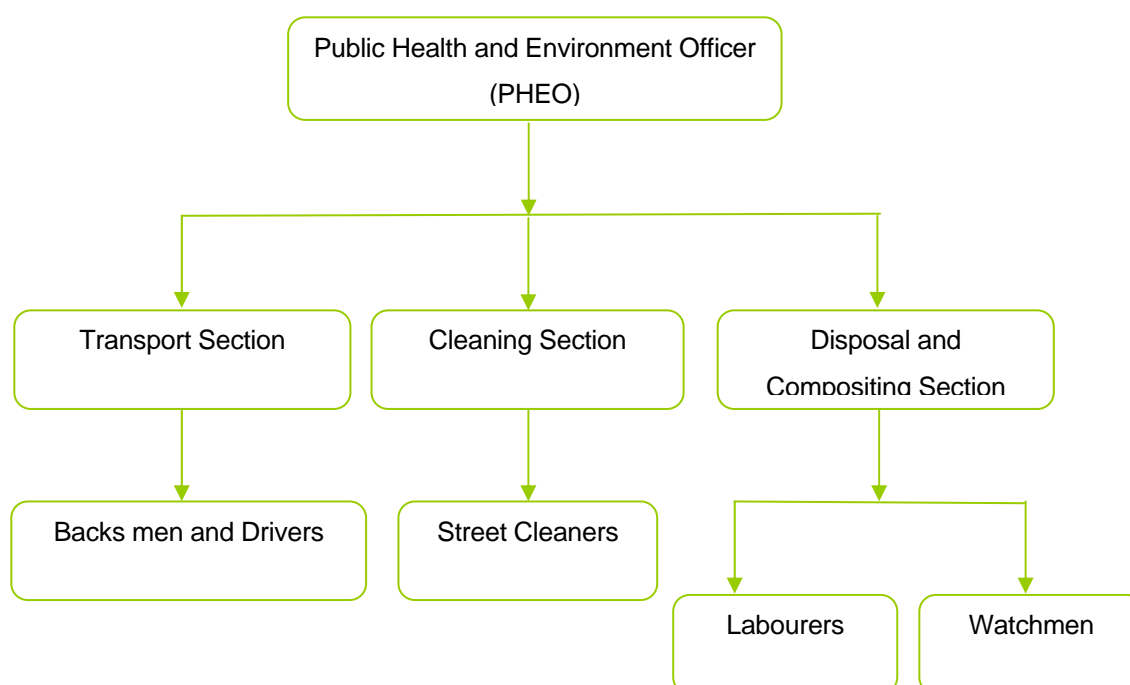 Public Health and Environment Officer
(PHEO)
Transport Section
Cleaning Section
Disposal and
Compositing Section
Backs men and Drivers
Street Cleaners
Labourers
Watchmen